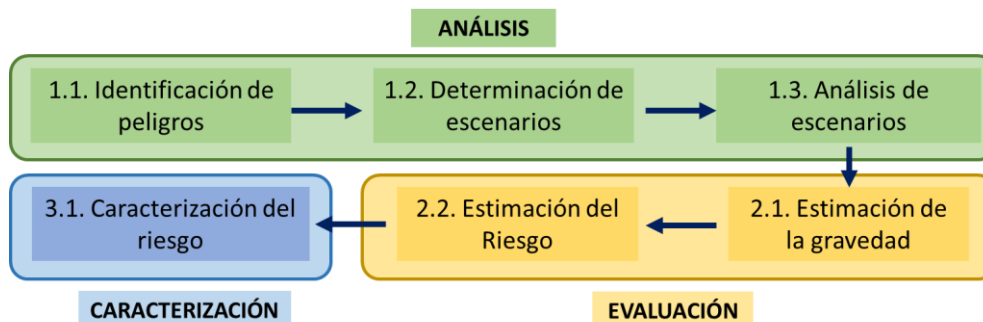 ANÁLISIS
1.1. Identificación de
peligros
1.2. Determinación de
escenarios
1.3. Análisis de
escenarios
3.1. Caracterización del
riesgo
2.2. Estimación del
Riesgo
2.1. Estimación de
la gravedad
CARACTERIZACIÓN
EVALUACIÓN